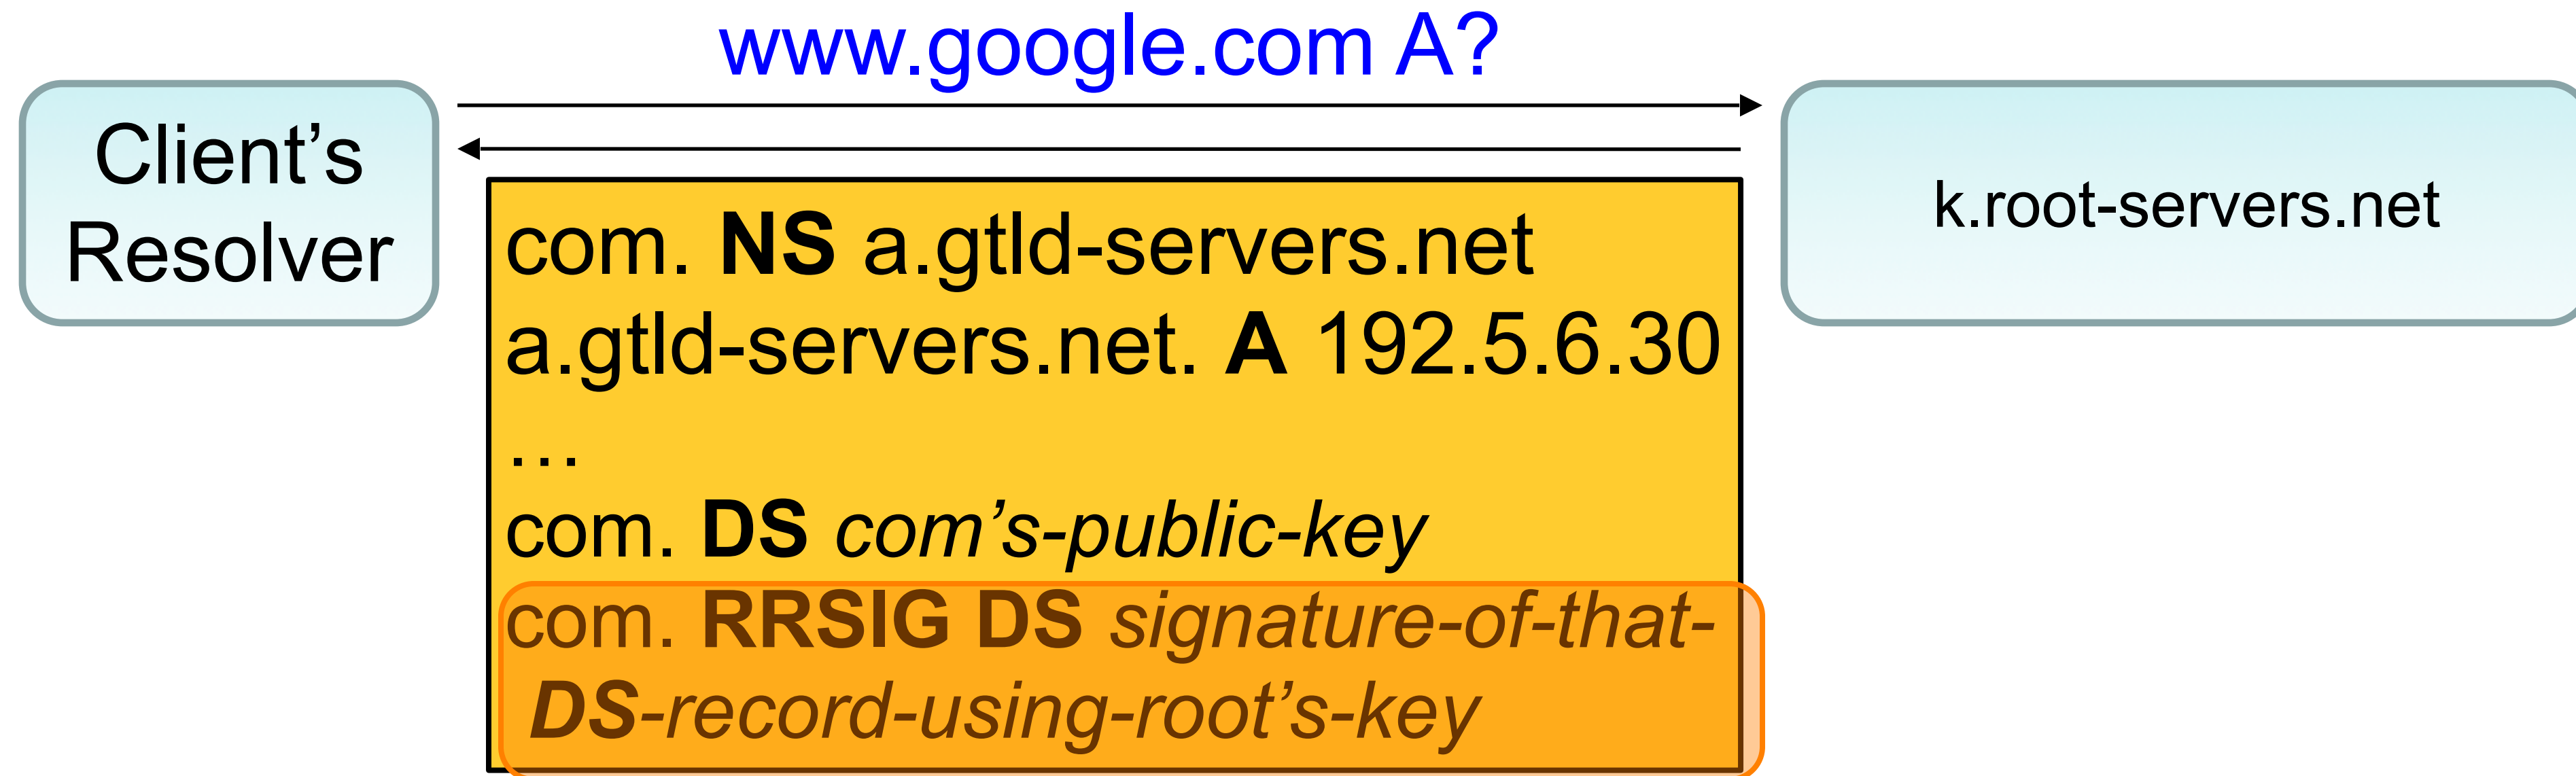 www.google.com A?
Client’s
Resolver
k.root-servers.net
com. NS a.gtld-servers.net
a.gtld-servers.net. A 192.5.6.30
…
com. DS com’s-public-key
com. RRSIG DS signature-of-that-
DS-record-using-root’s-key